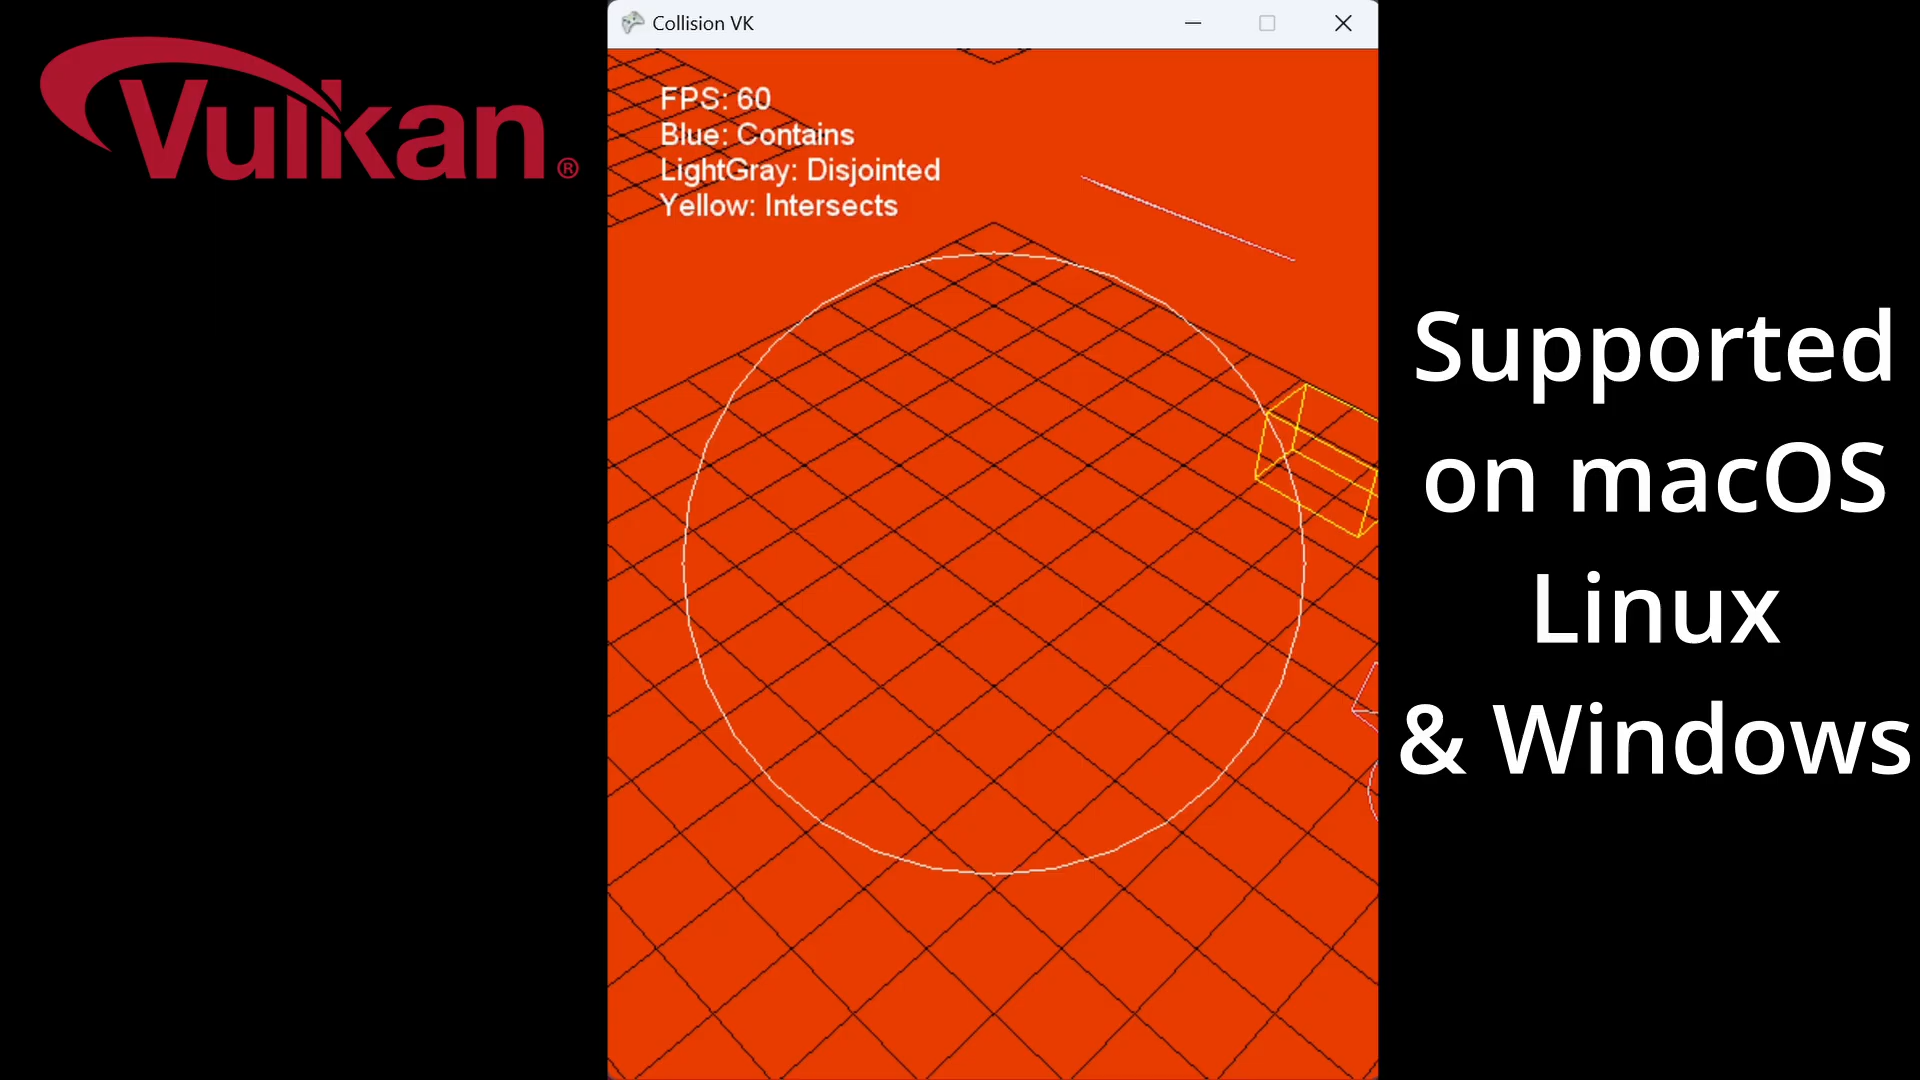 Vulkan®
Collision VK
FPS: 60
Blue: Contains
LightGray: Disjointed
Yellow: Intersects
Supported
on macOS
Linux
& Windows